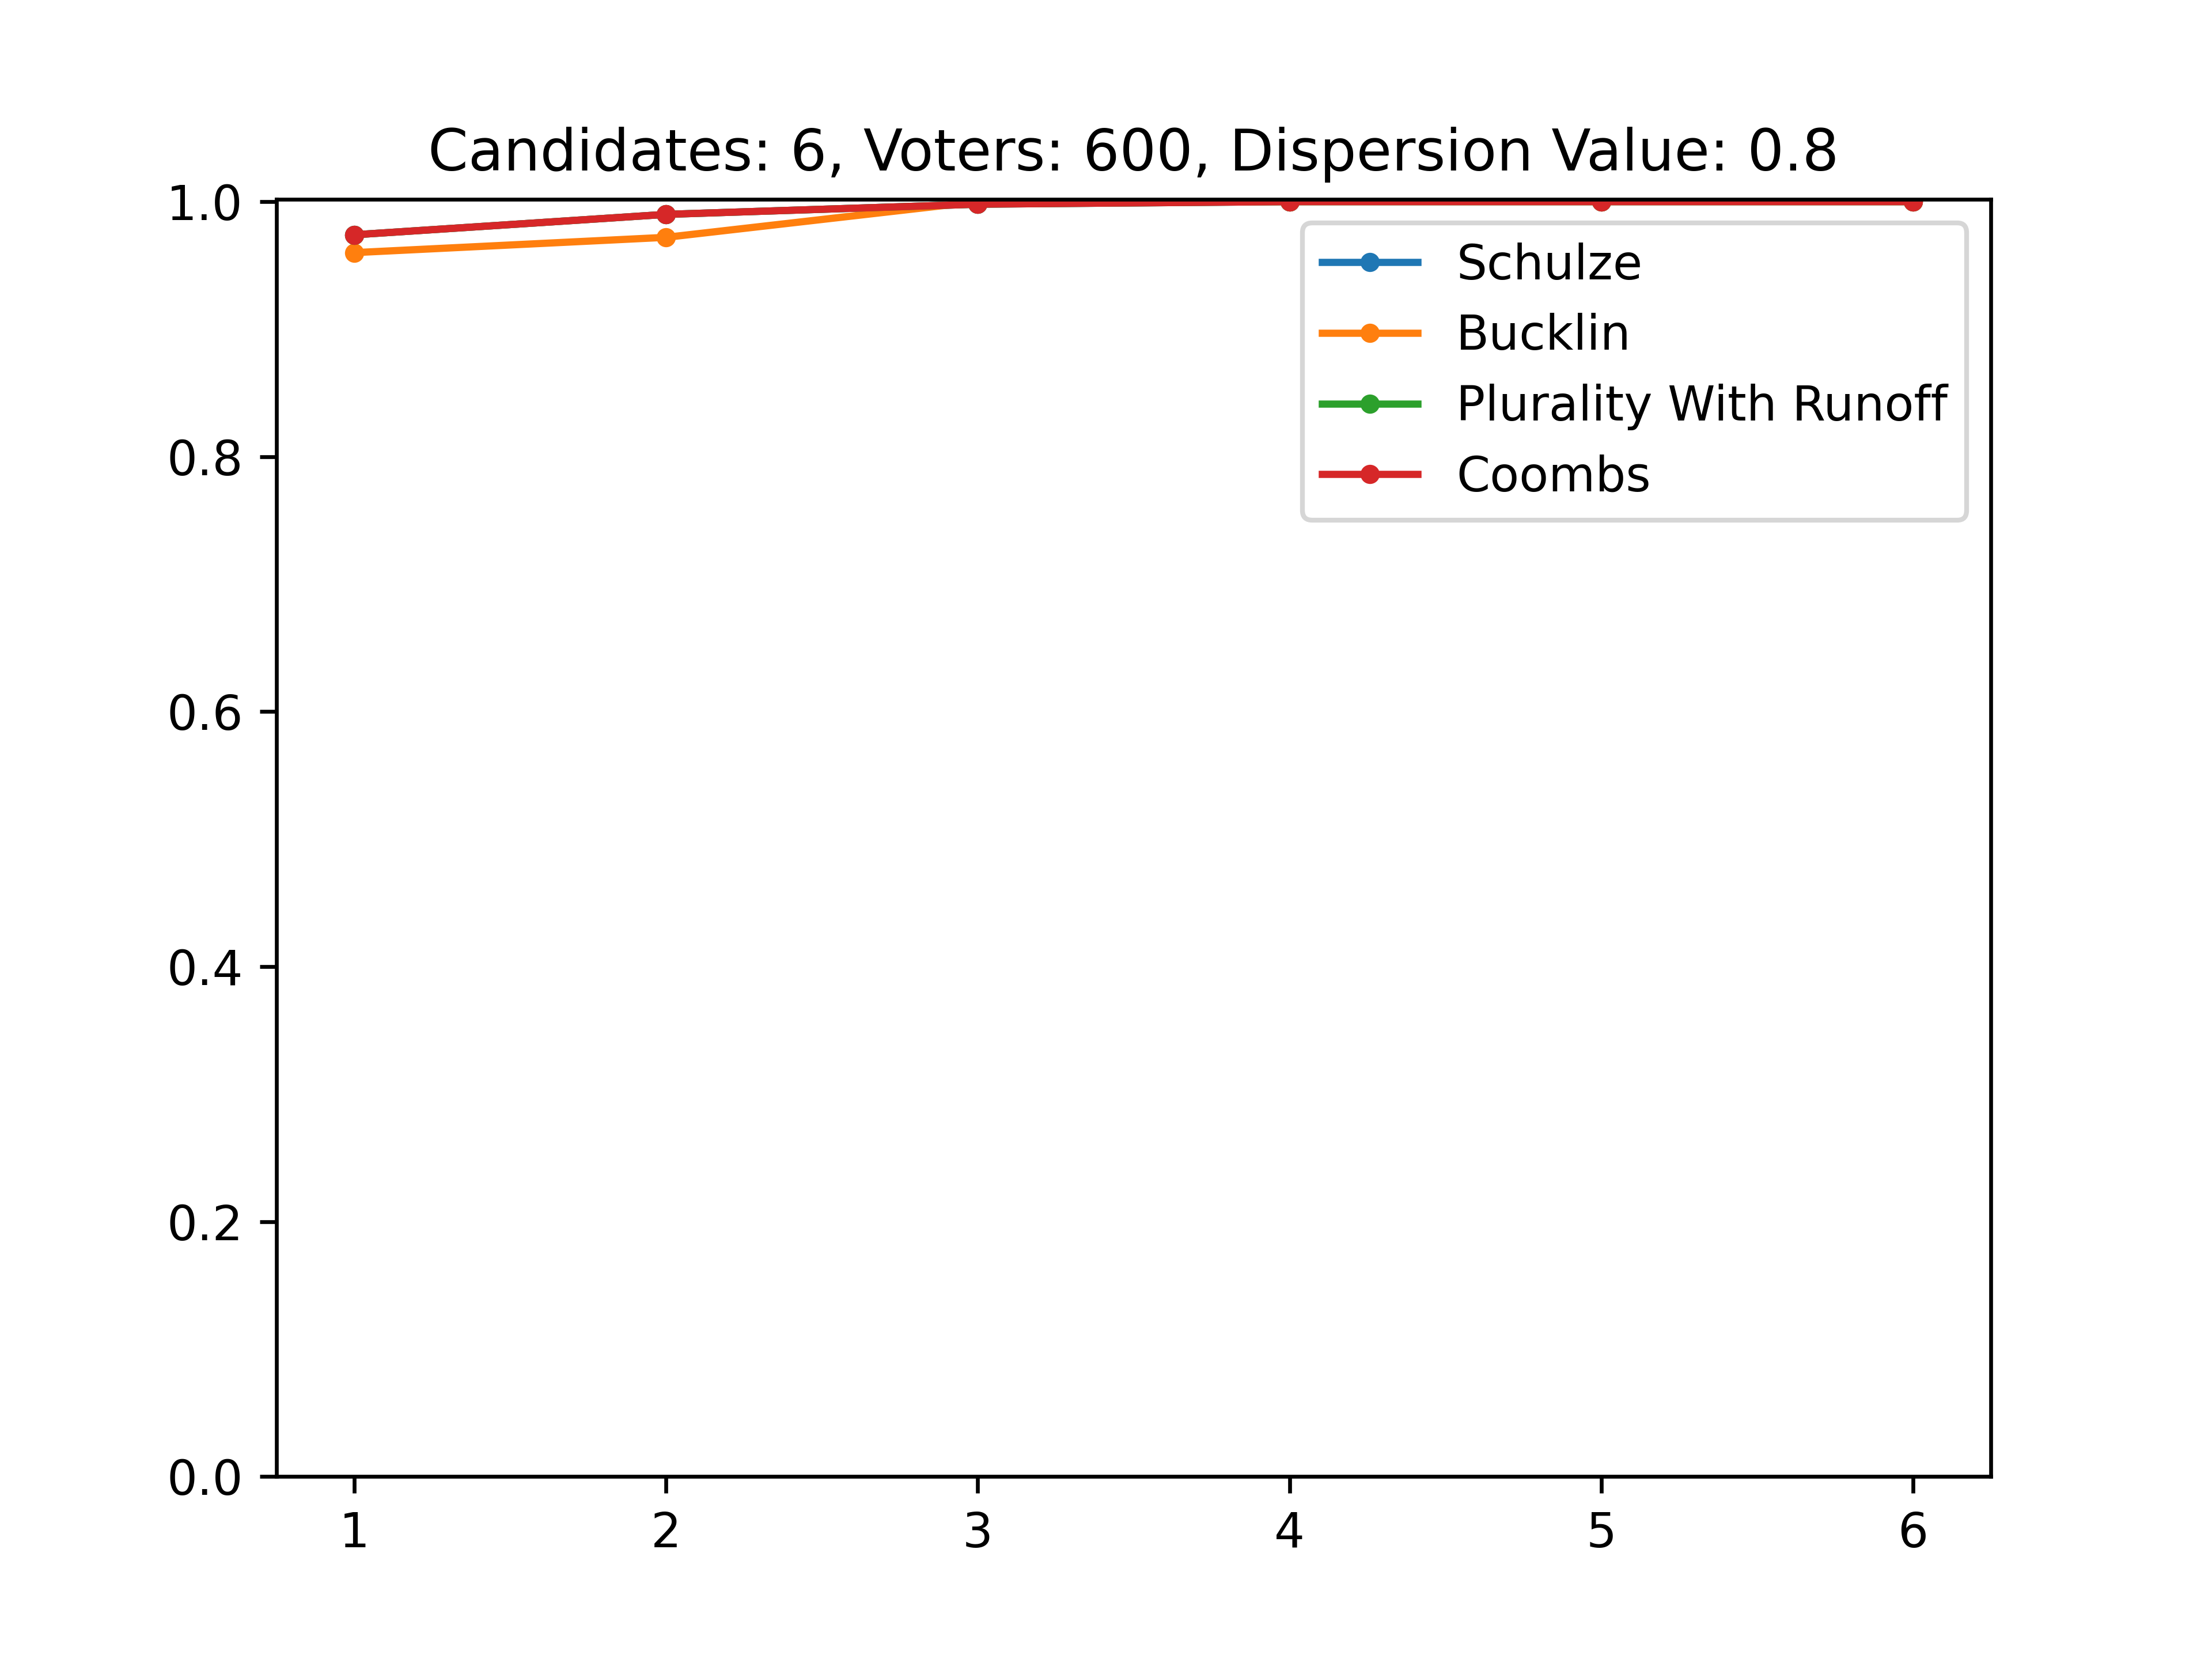 Candidates: 6, Voters: 600, Dispersion Value: 0.8
1.0
0.8
0.6
0.4
0.2
0.0
Schulze
Bucklin
Plurality With Runoff
Coombs
1 2 3 4 5 6